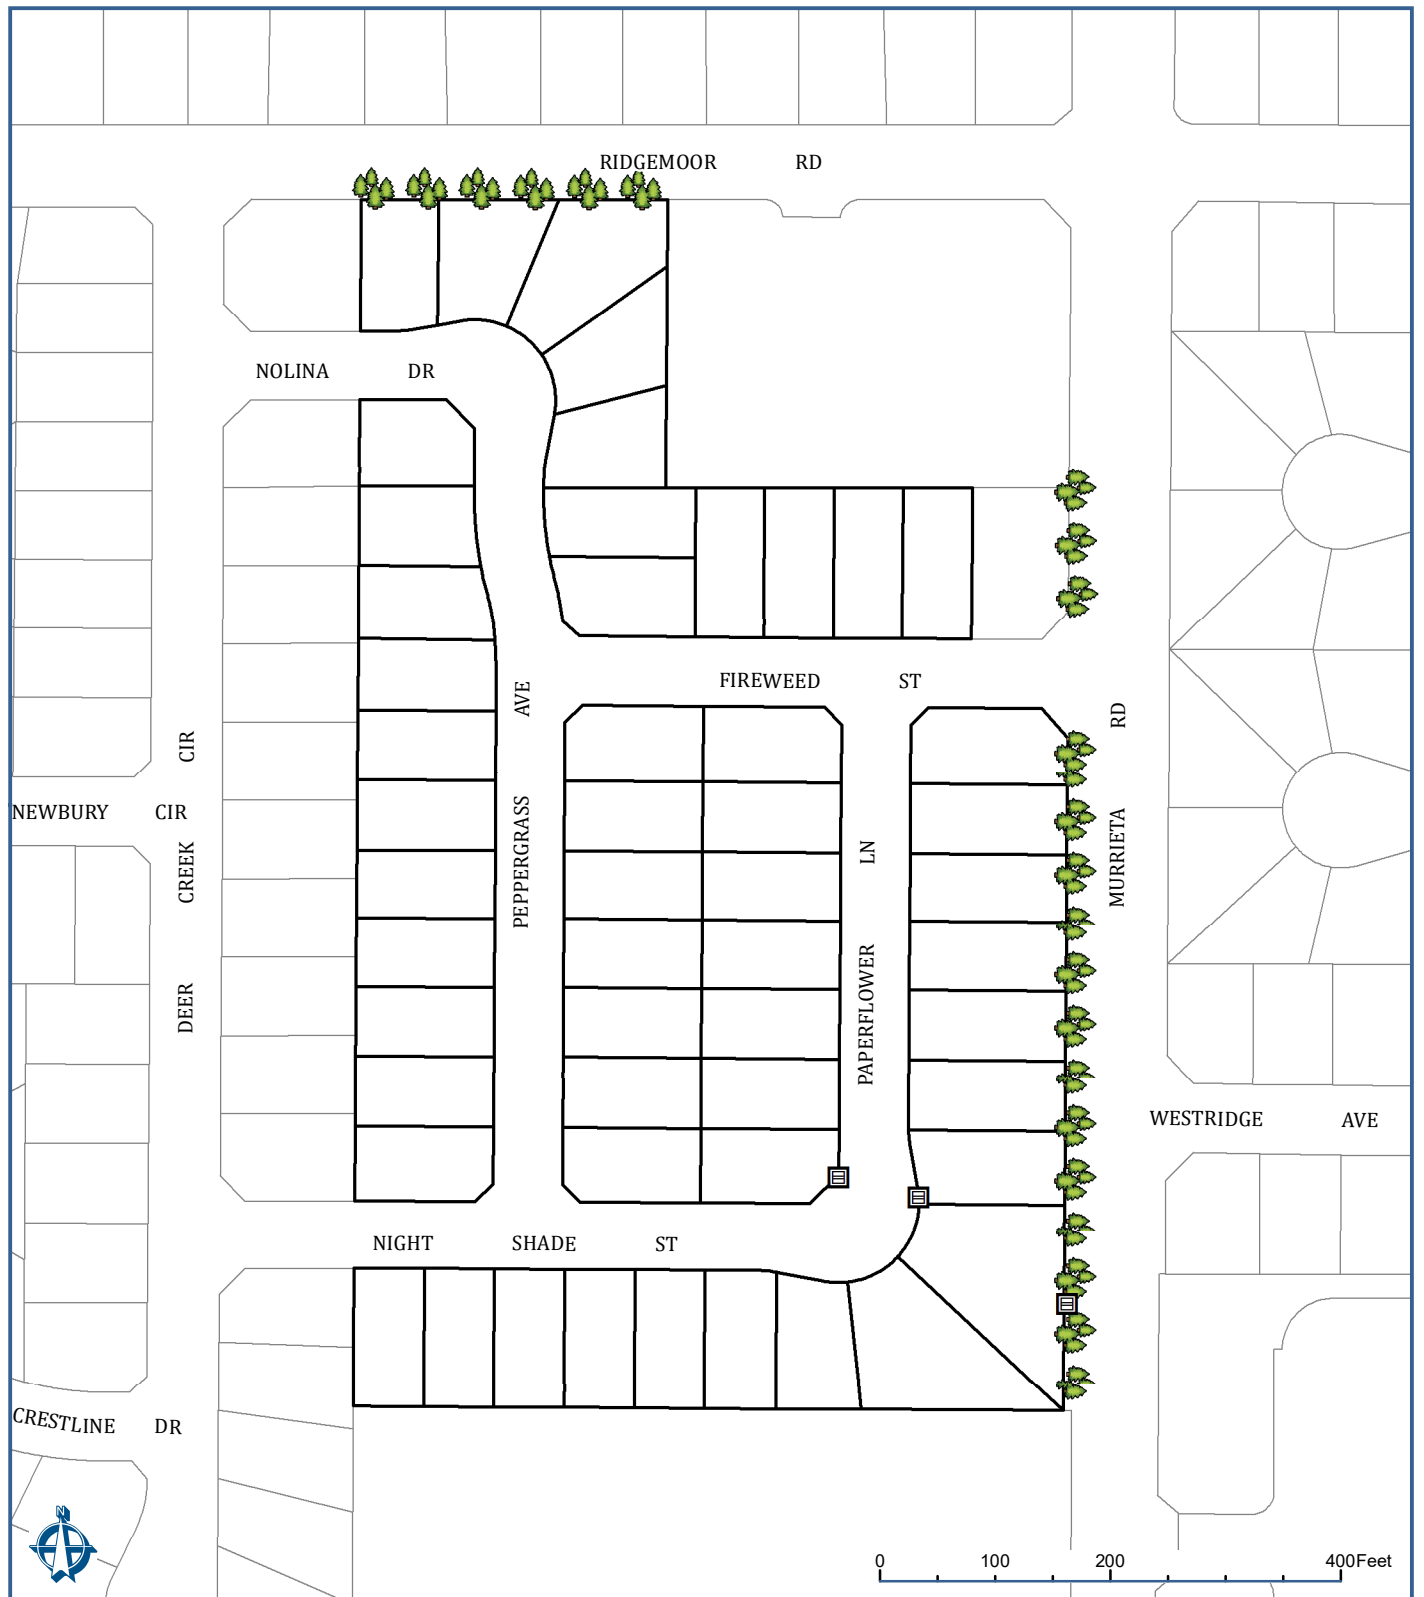 RIDGEMOOR RD
NOLINA DR
FIREWEED ST
PEPPERGRASS AVE
MURRIETA RD
DEER CREEK CIR
NEWBURY CIR
PAPERFLOWER LN
WESTRIDGE AVE
NIGHT SHADE ST
CRESTLINE DR
N
0 100 200 400Feet